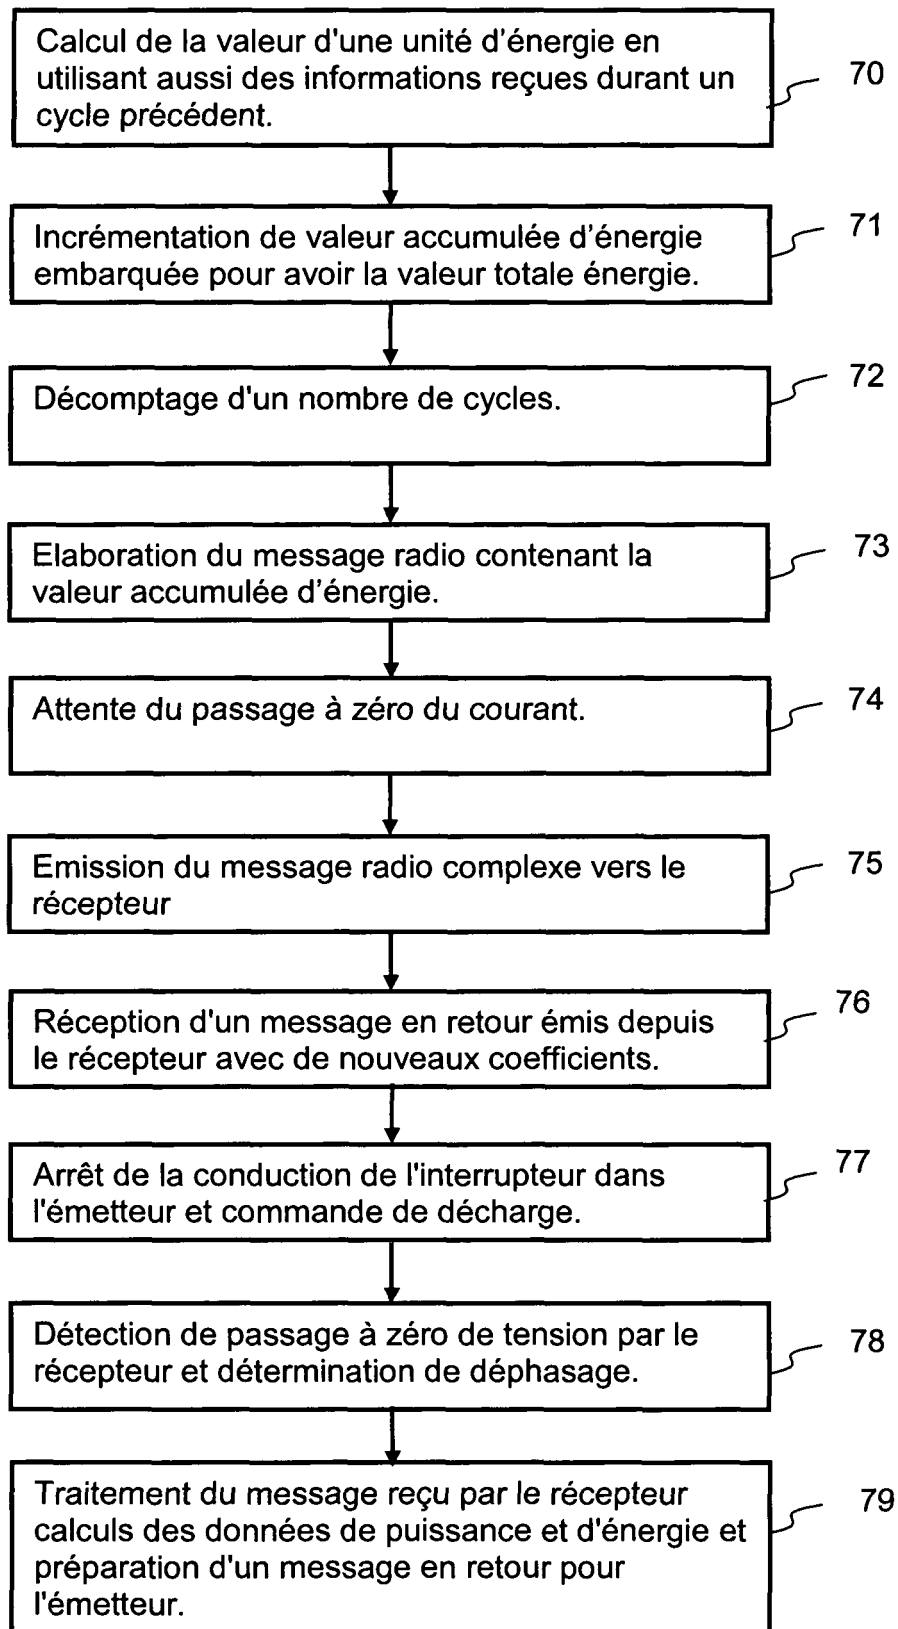 Calcul de la valeur d'une unité d'énergie en
utilisant aussi des informations reçues durant un
cycle précédent.
70
Incrémentation de valeur accumulée d'énergie
embarquée pour avoir la valeur totale énergie.
71
Décomptage d'un nombre de cycles.
72
Elaboration du message radio contenant la
valeur accumulée d'énergie.
73
Attente du passage à zéro du courant.
74
Emission du message radio complexe vers le
récepteur
75
Réception d'un message en retour émis depuis
le récepteur avec de nouveaux coefficients.
76
Arrêt de la conduction de l'interrupteur dans
l'émetteur et commande de décharge.
77
Détection de passage à zéro de tension par le
récepteur et détermination de déphasage.
78
Traitement du message reçu par le récepteur
calculs des données de puissance et d'énergie et
préparation d'un message en retour pour
l'émetteur.
79